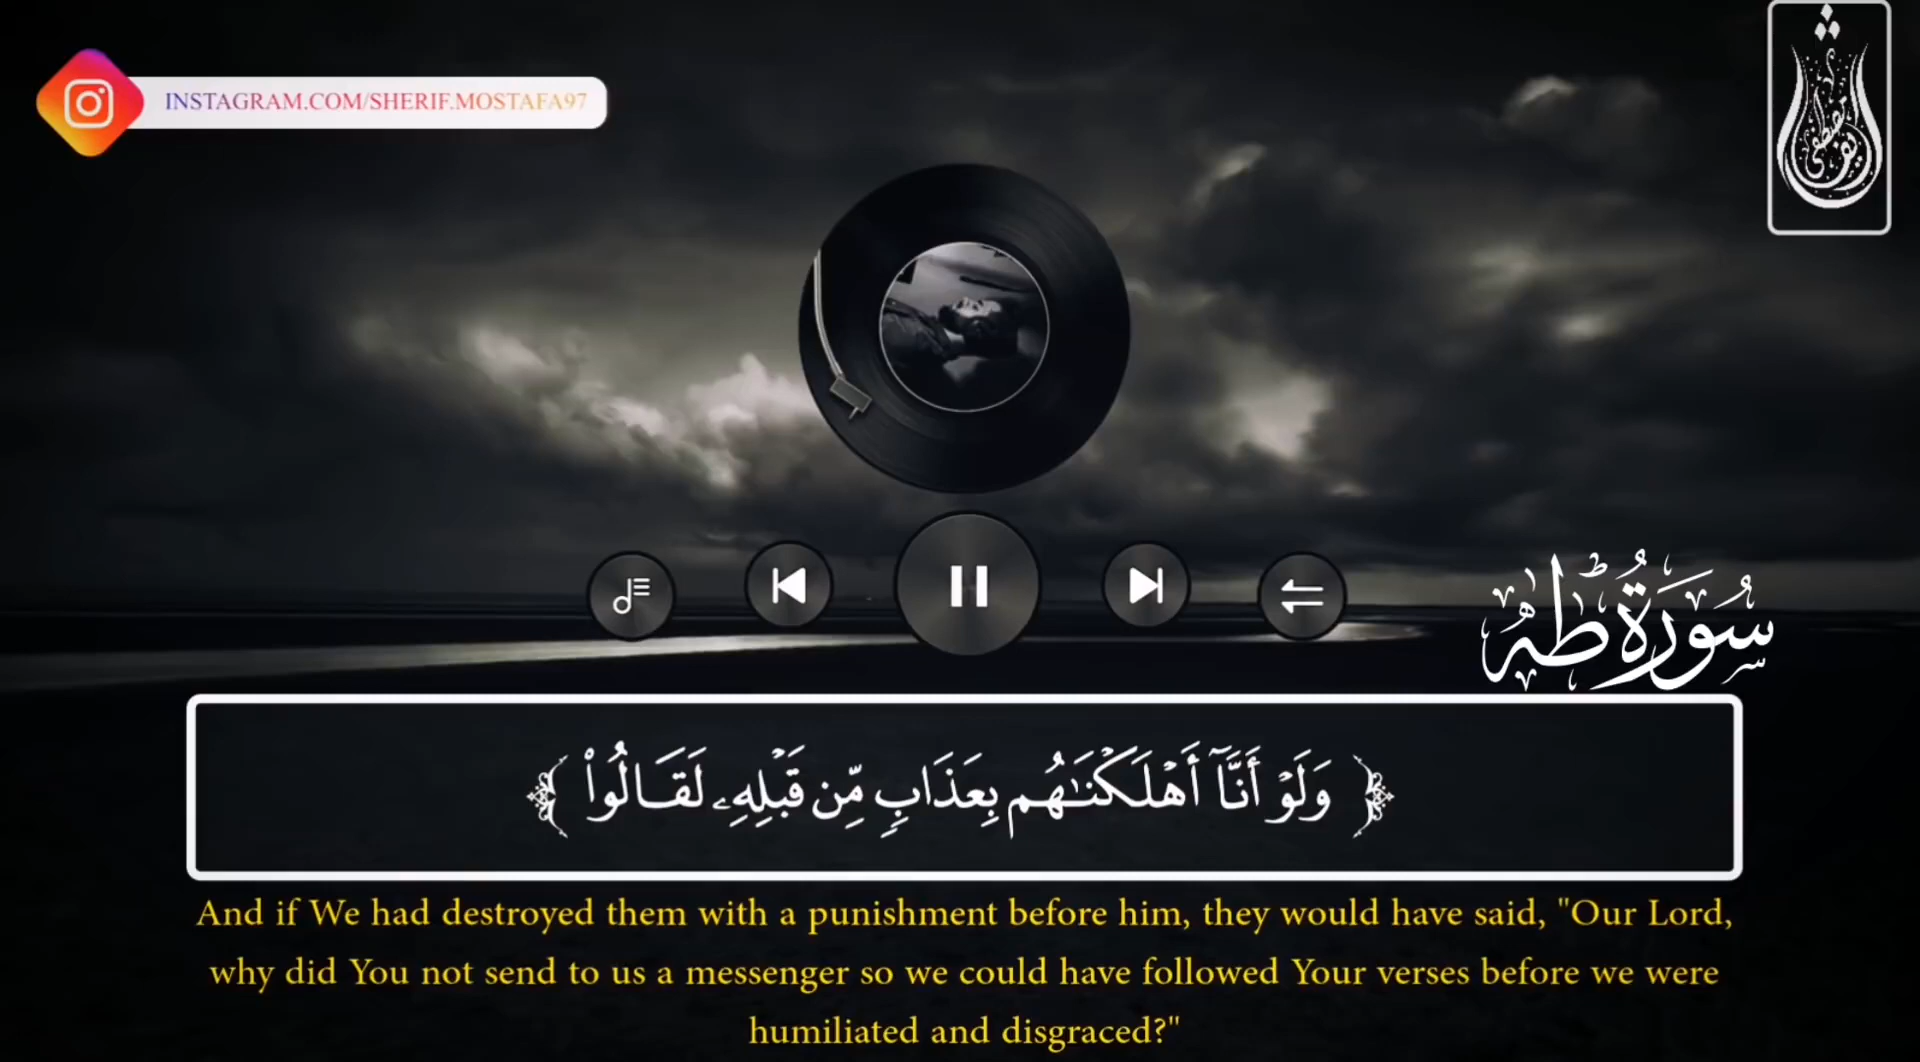 INSTAGRAM.COM/SHERIF.MOSTAFA97
سُورَةُ طه
﴿ وَلَوْ أَنَّآ أَهْلَكْنَٰهُم بِعَذَابٍ مِّن قَبْلِهِۦ لَقَالُوا۟ ﴾
And if We had destroyed them with a punishment before him, they would have said, "Our Lord,
why did You not send to us a messenger so we could have followed Your verses before we were
humiliated and disgraced?"